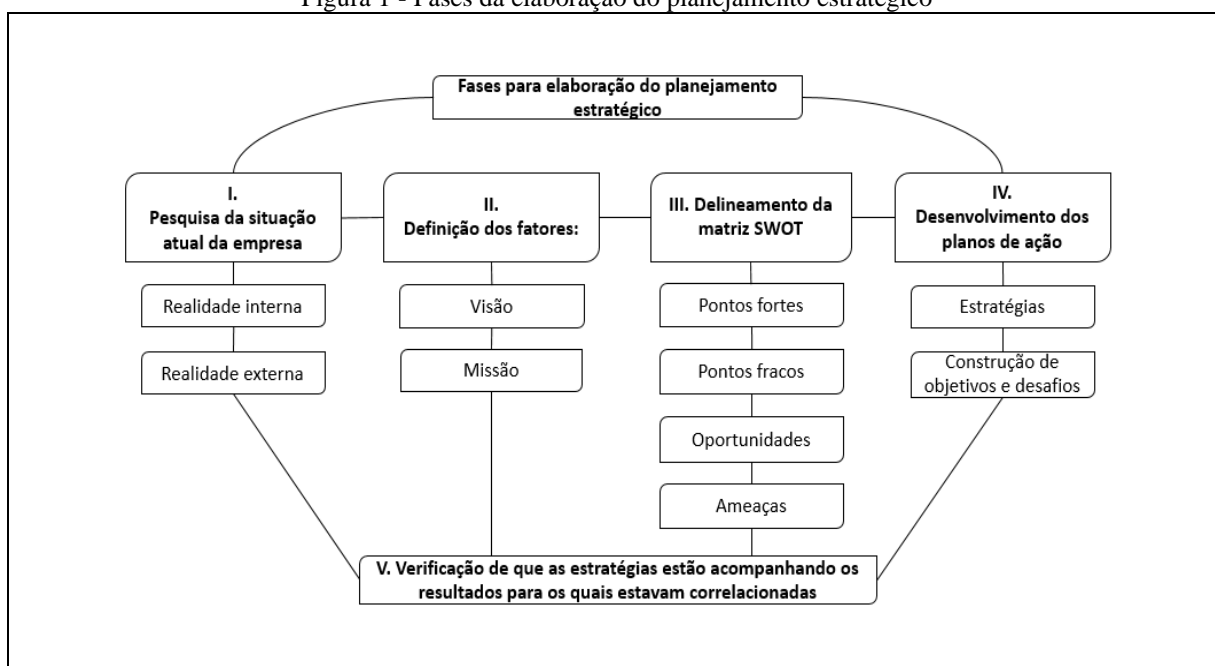 Figura 1 - Fases da elaboração do planejamento estratégico
Fases para elaboração do planejamento
estratégico
I.
Pesquisa da situação
atual da empresa
Realidade interna
Realidade externa
II.
Definição dos fatores:
Visão
Missão
III. Delineamento da
matriz SWOT
Pontos fortes
Pontos fracos
Oportunidades
Ameaças
IV.
Desenvolvimento dos
planos de ação
Estratégias
Construção de
objetivos e desafios
V. Verificação de que as estratégias estão acompanhando os
resultados para os quais estavam correlacionadas